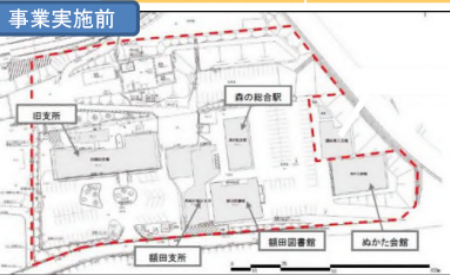 事業実施前
森の総合駅
旧支所
額田支所
額田図書館
ぬかた会館